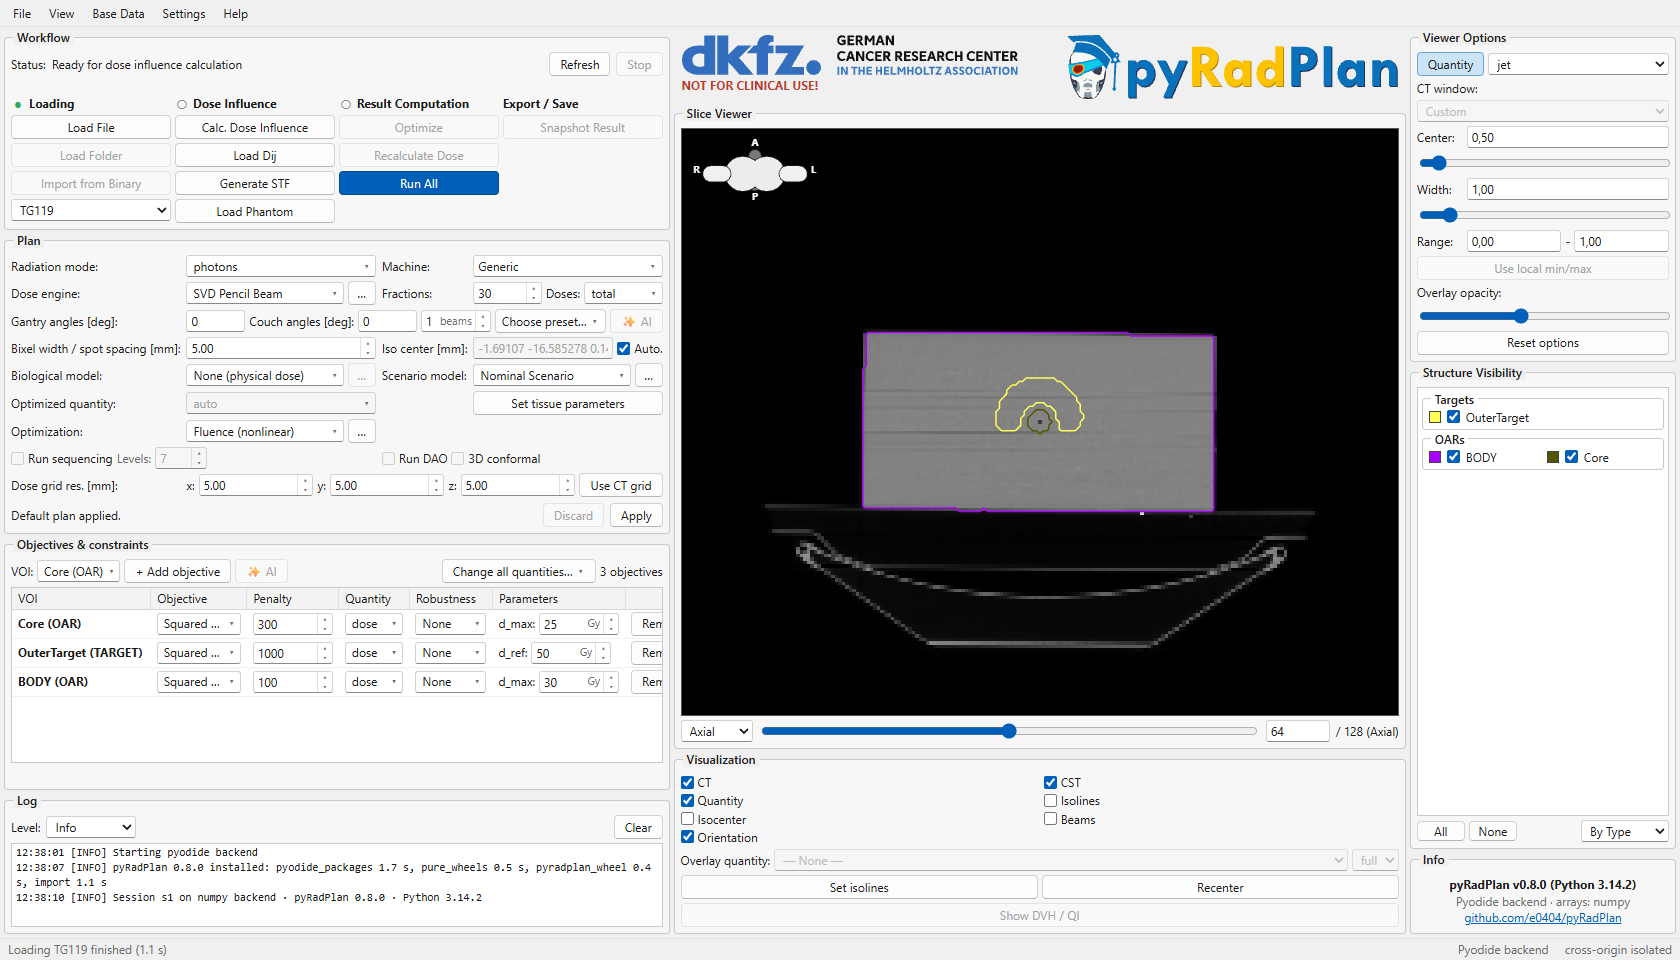 File View Base Data Settings Help
Workflow
Status: Ready for dose influence calculation
Refresh Stop
Loading Dose Influence Result Computation Export / Save
Load File Calc. Dose Influence Optimize Snapshot Result
Load Folder Load Dij Recalculate Dose
Import from Binary Generate STF Run All
TG119 Load Phantom
Plan
Radiation mode: photons Machine: Generic
Dose engine: SVD Pencil Beam ... Fractions: 30 Doses: total
Gantry angles [deg]: 0 Couch angles [deg]: 0 1 beams Choose preset... ✨ AI
Bixel width / spot spacing [mm]: 5.00 Iso center [mm]: -1.69107 -16.585278 0.1 Auto.
Biological model: None (physical dose) ... Scenario model: Nominal Scenario ...
Optimized quantity: auto Set tissue parameters
Optimization: Fluence (nonlinear) ...
Run sequencing Levels: 7 Run DAO 3D conformal
Dose grid res. [mm]: x: 5.00 y: 5.00 z: 5.00 Use CT grid
Default plan applied. Discard Apply
Objectives & constraints
VOI: Core (OAR) + Add objective ✨ AI Change all quantities... 3 objectives
VOI Objective Penalty Quantity Robustness Parameters
Core (OAR) Squared ... 300 dose None d_max: 25 Gy Rem
OuterTarget (TARGET) Squared ... 1000 dose None d_ref: 50 Gy Rem
BODY (OAR) Squared ... 100 dose None d_max: 30 Gy Rem
Log
Level: Info Clear
12:38:01 [INFO] Starting pyodide backend
12:38:07 [INFO] pyRadPlan 0.8.0 installed: pyodide_packages 1.7 s, pure_wheels 0.5 s, pyradplan_wheel 0.4
s, import 1.1 s
12:38:10 [INFO] Session s1 on numpy backend · pyRadPlan 0.8.0 · Python 3.14.2
Loading TG119 finished (1.1 s)
dkfz.
GERMAN
CANCER RESEARCH CENTER
IN THE HELMHOLTZ ASSOCIATION
NOT FOR CLINICAL USE!
pyRadPlan
Slice Viewer
A
R L
P
Axial 64 / 128 (Axial)
Visualization
CT CST
Quantity Isolines
Isocenter Beams
Orientation
Overlay quantity: — None — full
Set isolines Recenter
Show DVH / QI
Viewer Options
Quantity jet
CT window:
Custom
Center: 0,50
Width: 1,00
Range: 0,00 - 1,00
Use local min/max
Overlay opacity:
Reset options
Structure Visibility
Targets
OuterTarget
OARs
BODY Core
All None By Type
Info
pyRadPlan v0.8.0 (Python 3.14.2)
Pyodide backend · arrays: numpy
github.com/e0404/pyRadPlan
Pyodide backend cross-origin isolated